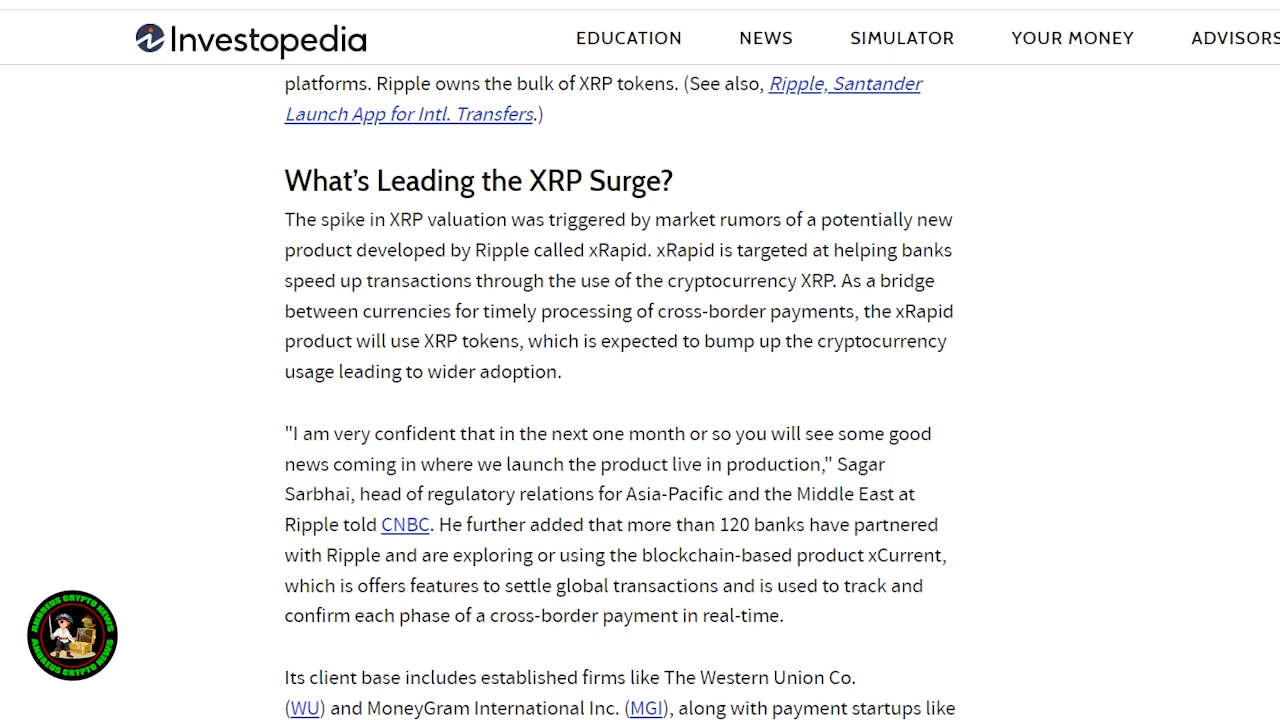 Investopedia
EDUCATION NEWS SIMULATOR YOUR MONEY ADVISORS
platforms. Ripple owns the bulk of XRP tokens. (See also, Ripple, Santander
Launch App for Intl. Transfers.)
What’s Leading the XRP Surge?
The spike in XRP valuation was triggered by market rumors of a potentially new
product developed by Ripple called xRapid. xRapid is targeted at helping banks
speed up transactions through the use of the cryptocurrency XRP. As a bridge
between currencies for timely processing of cross-border payments, the xRapid
product will use XRP tokens, which is expected to bump up the cryptocurrency
usage leading to wider adoption.
"I am very confident that in the next one month or so you will see some good
news coming in where we launch the product live in production," Sagar
Sarbhai, head of regulatory relations for Asia-Pacific and the Middle East at
Ripple told CNBC. He further added that more than 120 banks have partnered
with Ripple and are exploring or using the blockchain-based product xCurrent,
which is offers features to settle global transactions and is used to track and
confirm each phase of a cross-border payment in real-time.
Its client base includes established firms like The Western Union Co.
(WU) and MoneyGram International Inc. (MGI), along with payment startups like
ANDREUS CRYPTO NEWS
ANDREUS CRYPTO NEWS